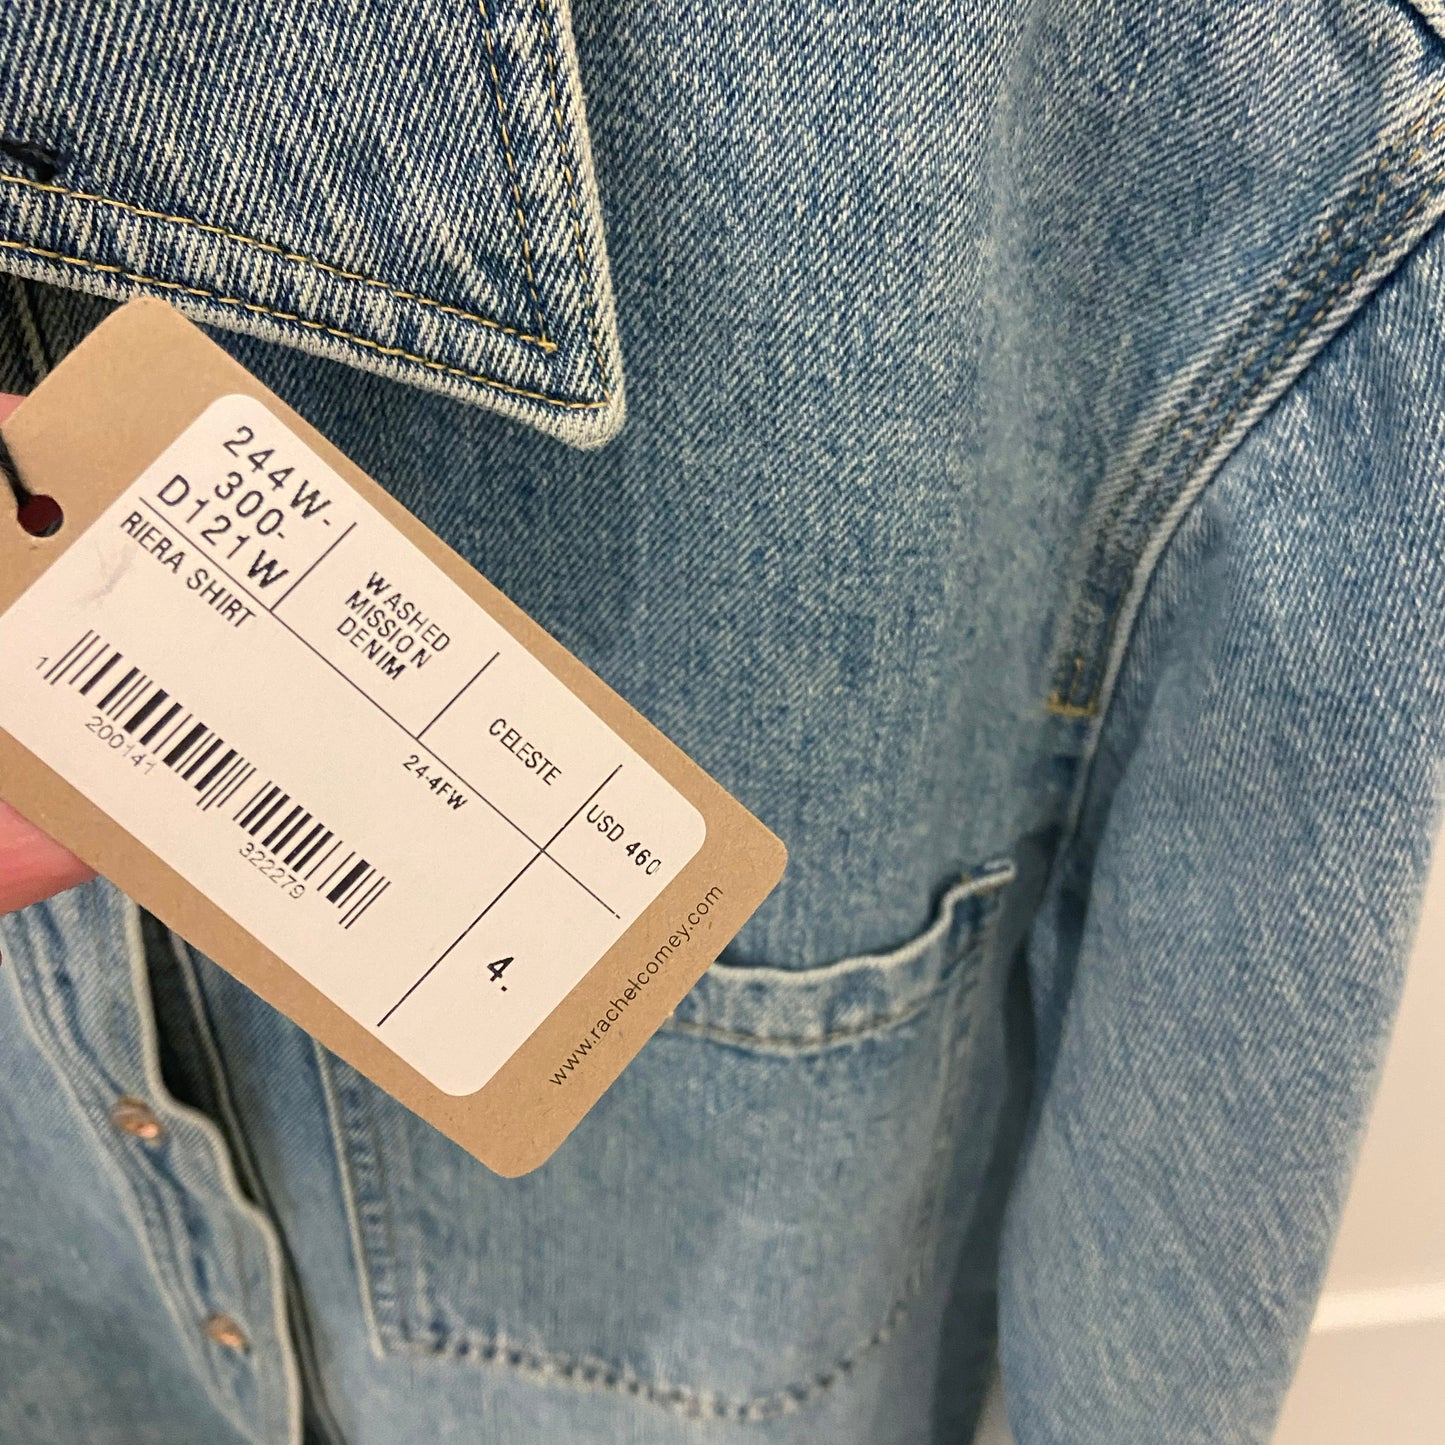 244W-
300-
D121W
WASHED
MISSION
DENIM
CELESTE
USD 460
RIERA SHIRT
24-4FW
4.
1
200141
322279
www.rachelcomey.com